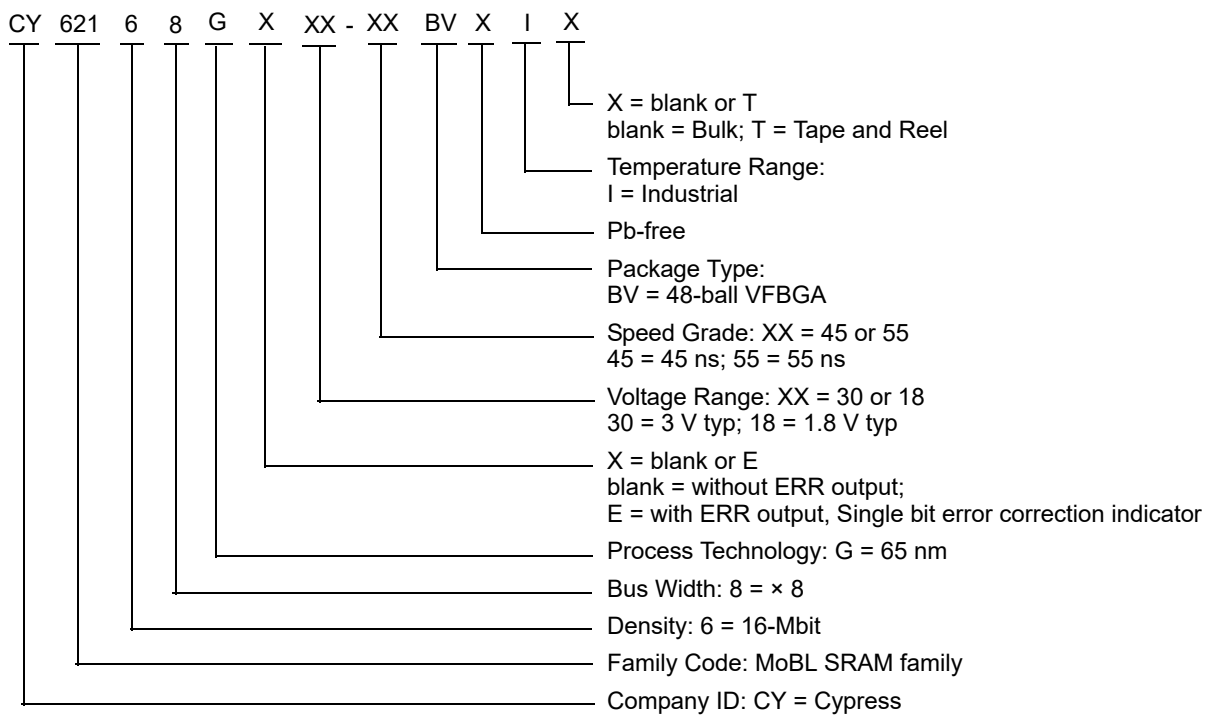 CY 621 6 8 G X XX - XX BV X I X
X = blank or T
blank = Bulk; T = Tape and Reel
Temperature Range:
I = Industrial
Pb-free
Package Type:
BV = 48-ball VFBGA
Speed Grade: XX = 45 or 55
45 = 45 ns; 55 = 55 ns
Voltage Range: XX = 30 or 18
30 = 3 V typ; 18 = 1.8 V typ
X = blank or E
blank = without ERR output;
E = with ERR output, Single bit error correction indicator
Process Technology: G = 65 nm
Bus Width: 8 = × 8
Density: 6 = 16-Mbit
Family Code: MoBL SRAM family
Company ID: CY = Cypress